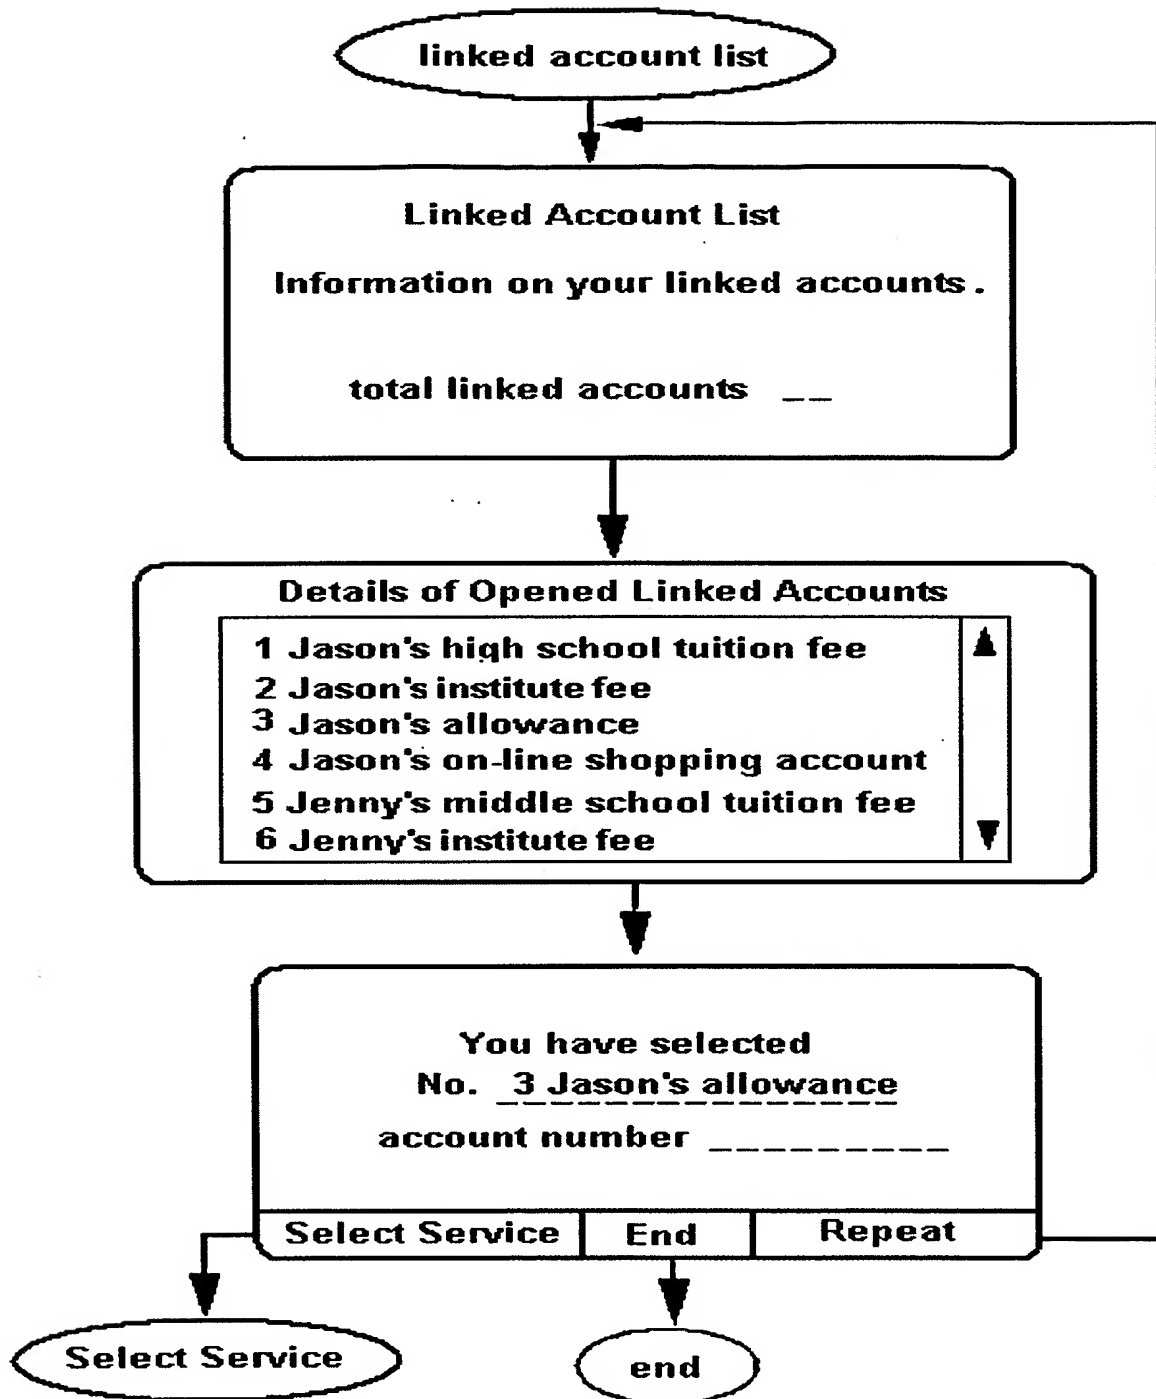 linked account list
Linked Account List
Information on your linked accounts.
total linked accounts _ _
Details of Opened Linked Accounts
1 Jason's high school tuition fee
2 Jason's institute fee
3 Jason's allowance
4 Jason's on-line shopping account
5 Jenny's middle school tuition fee
6 Jenny's institute fee
You have selected
No. 3 Jason's allowance
account number _ _ _ _ _ _ _ _ _
Select Service End Repeat
Select Service
end